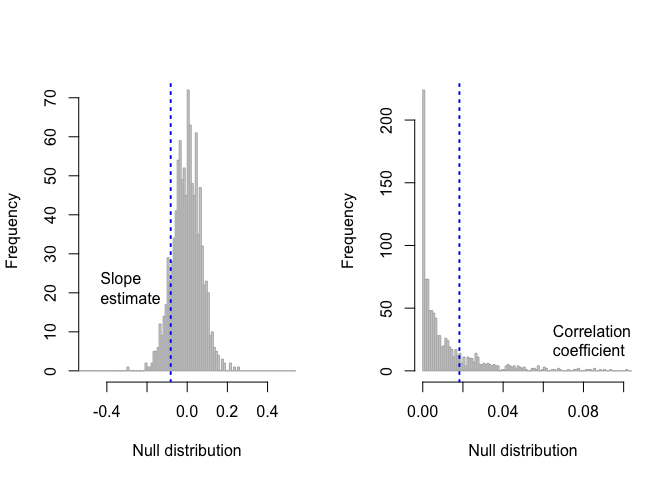 Frequency
70
60
50
40
30
20
10
0
Slope
estimate
-0.4
0.0
0.2
0.4
Null distribution
Frequency
200
150
100
50
0
Correlation
coefficient
0.00
0.04
0.08
Null distribution